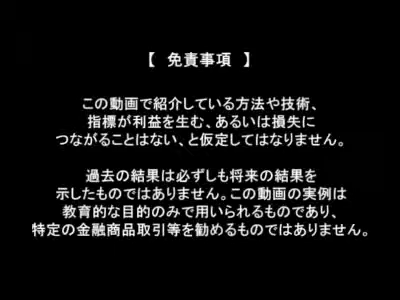 【 免責事項 】
この動画で紹介している方法や技術、
指標が利益を生む、あるいは損失に
つながることはない、と仮定してはなりません。
過去の結果は必ずしも将来の結果を
示したものではありません。この動画の実例は
教育的な目的のみで用いられるものであり、
特定の金融商品取引等を勧めるものではありません。